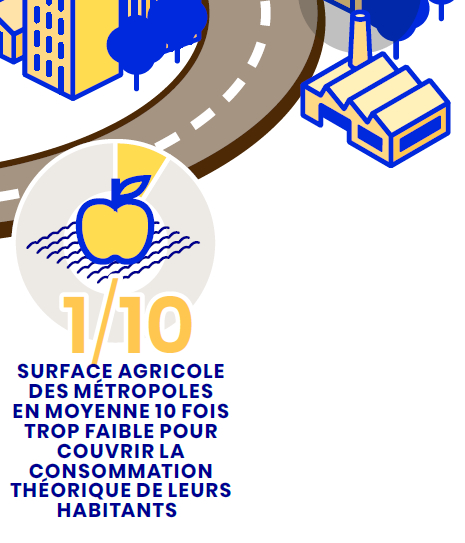 1/10
SURFACE AGRICOLE
DES MÉTROPOLES
EN MOYENNE 10 FOIS
TROP FAIBLE POUR
COUVRIR LA
CONSOMMATION
THÉORIQUE DE LEURS
HABITANTS